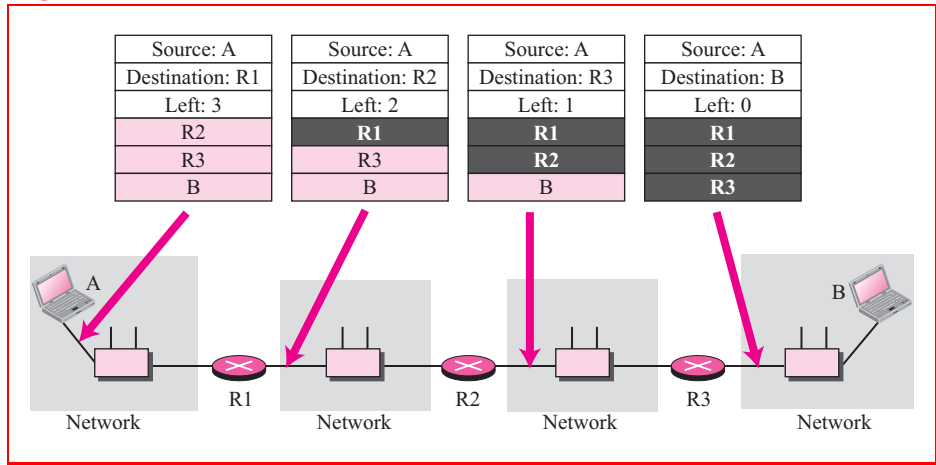 Source: A
Destination: R1
Left: 3
R2
R3
B
Source: A
Destination: R2
Left: 2
R1
R3
B
Source: A
Destination: R3
Left: 1
R1
R2
B
Source: A
Destination: B
Left: 0
R1
R2
R3
A
B
R1
R2
R3
Network
Network
Network
Network